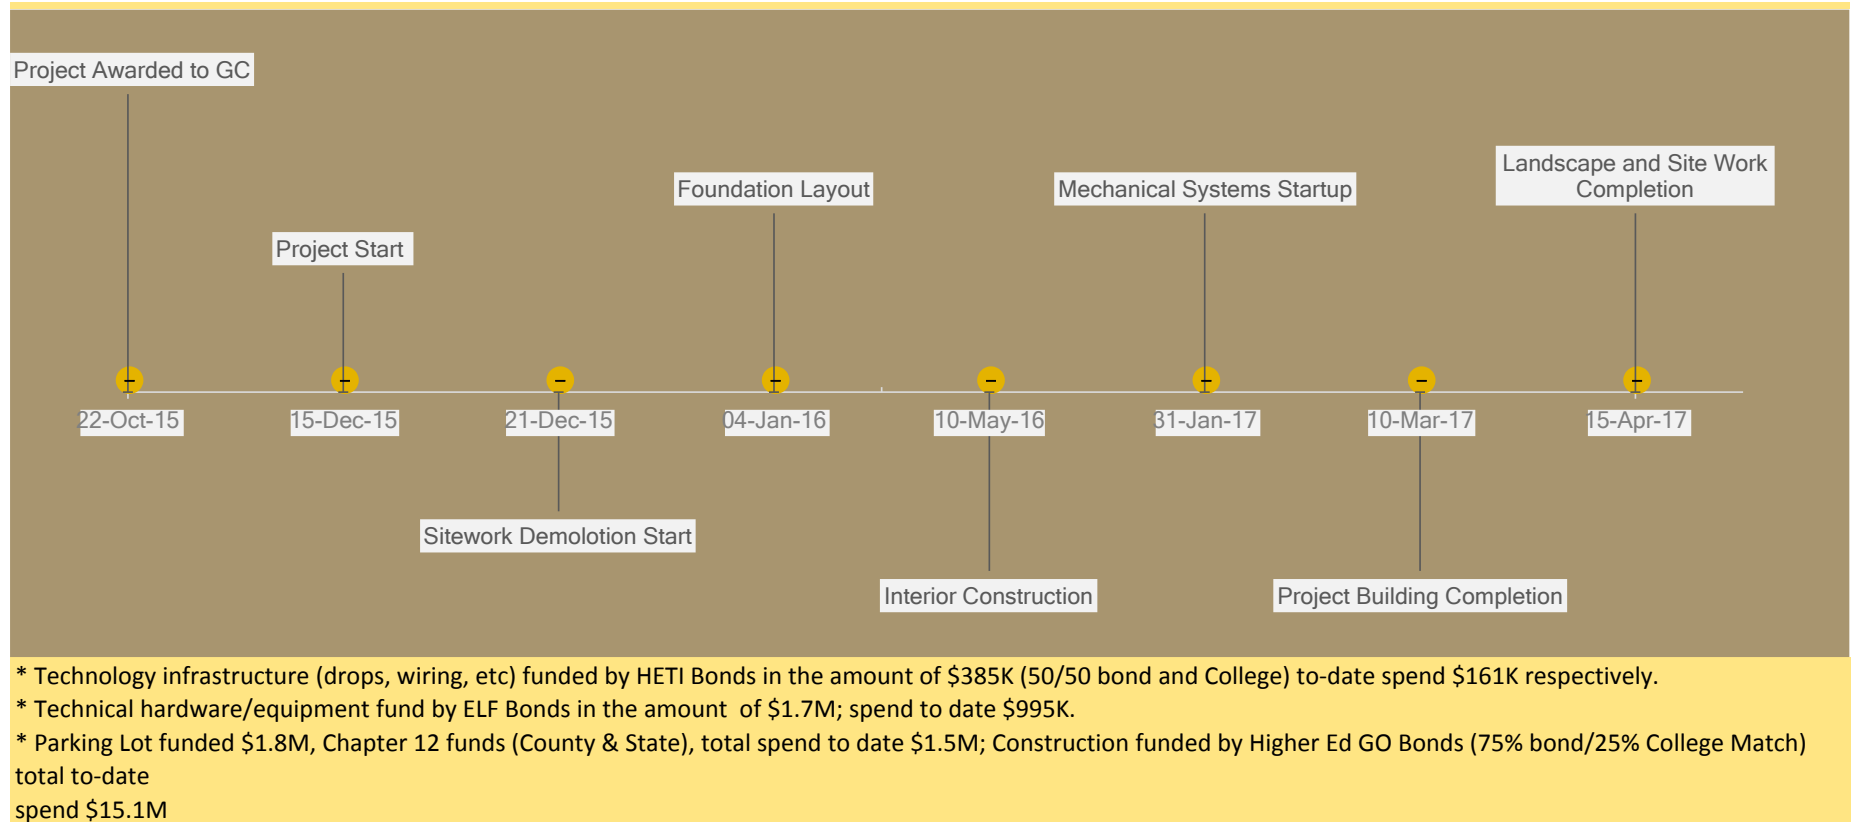 Project Awarded to GC
Landscape and Site Work
Completion
Foundation Layout
Mechanical Systems Startup
Project Start
22-Oct-15
15-Dec-15
21-Dec-15
04-Jan-16
10-May-16
31-Jan-17
10-Mar-17
15-Apr-17
Sitework Demolotion Start
Interior Construction
Project Building Completion
* Technology infrastructure (drops, wiring, etc) funded by HETI Bonds in the amount of $385K (50/50 bond and College) to-date spend $161K respectively.
* Technical hardware/equipment fund by ELF Bonds in the amount  of $1.7M; spend to date $995K.
* Parking Lot funded $1.8M, Chapter 12 funds (County & State), total spend to date $1.5M; Construction funded by Higher Ed GO Bonds (75% bond/25% College Match)
total to-date
spend $15.1M